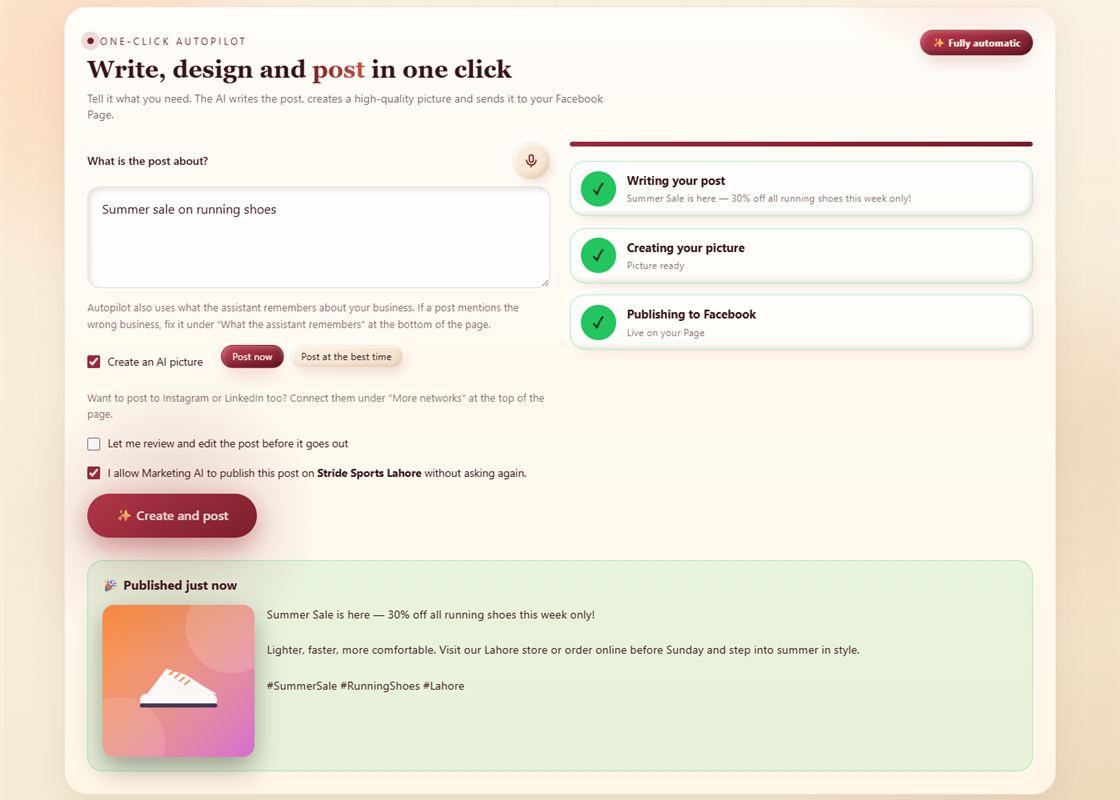 ONE-CLICK AUTOPILOT
✨ Fully automatic
Write, design and post in one click
Tell it what you need. The AI writes the post, creates a high-quality picture and sends it to your Facebook
Page.
What is the post about?
Summer sale on running shoes
Autopilot also uses what the assistant remembers about your business. If a post mentions the
wrong business, fix it under “What the assistant remembers” at the bottom of the page.
Create an AI picture
Post now
Post at the best time
Want to post to Instagram or LinkedIn too? Connect them under “More networks” at the top of the
page.
Let me review and edit the post before it goes out
I allow Marketing AI to publish this post on Stride Sports Lahore without asking again.
✨ Create and post
Writing your post
Summer Sale is here — 30% off all running shoes this week only!
Creating your picture
Picture ready
Publishing to Facebook
Live on your Page
🎉 Published just now
Summer Sale is here — 30% off all running shoes this week only!
Lighter, faster, more comfortable. Visit our Lahore store or order online before Sunday and step into summer in style.
#SummerSale #RunningShoes #Lahore